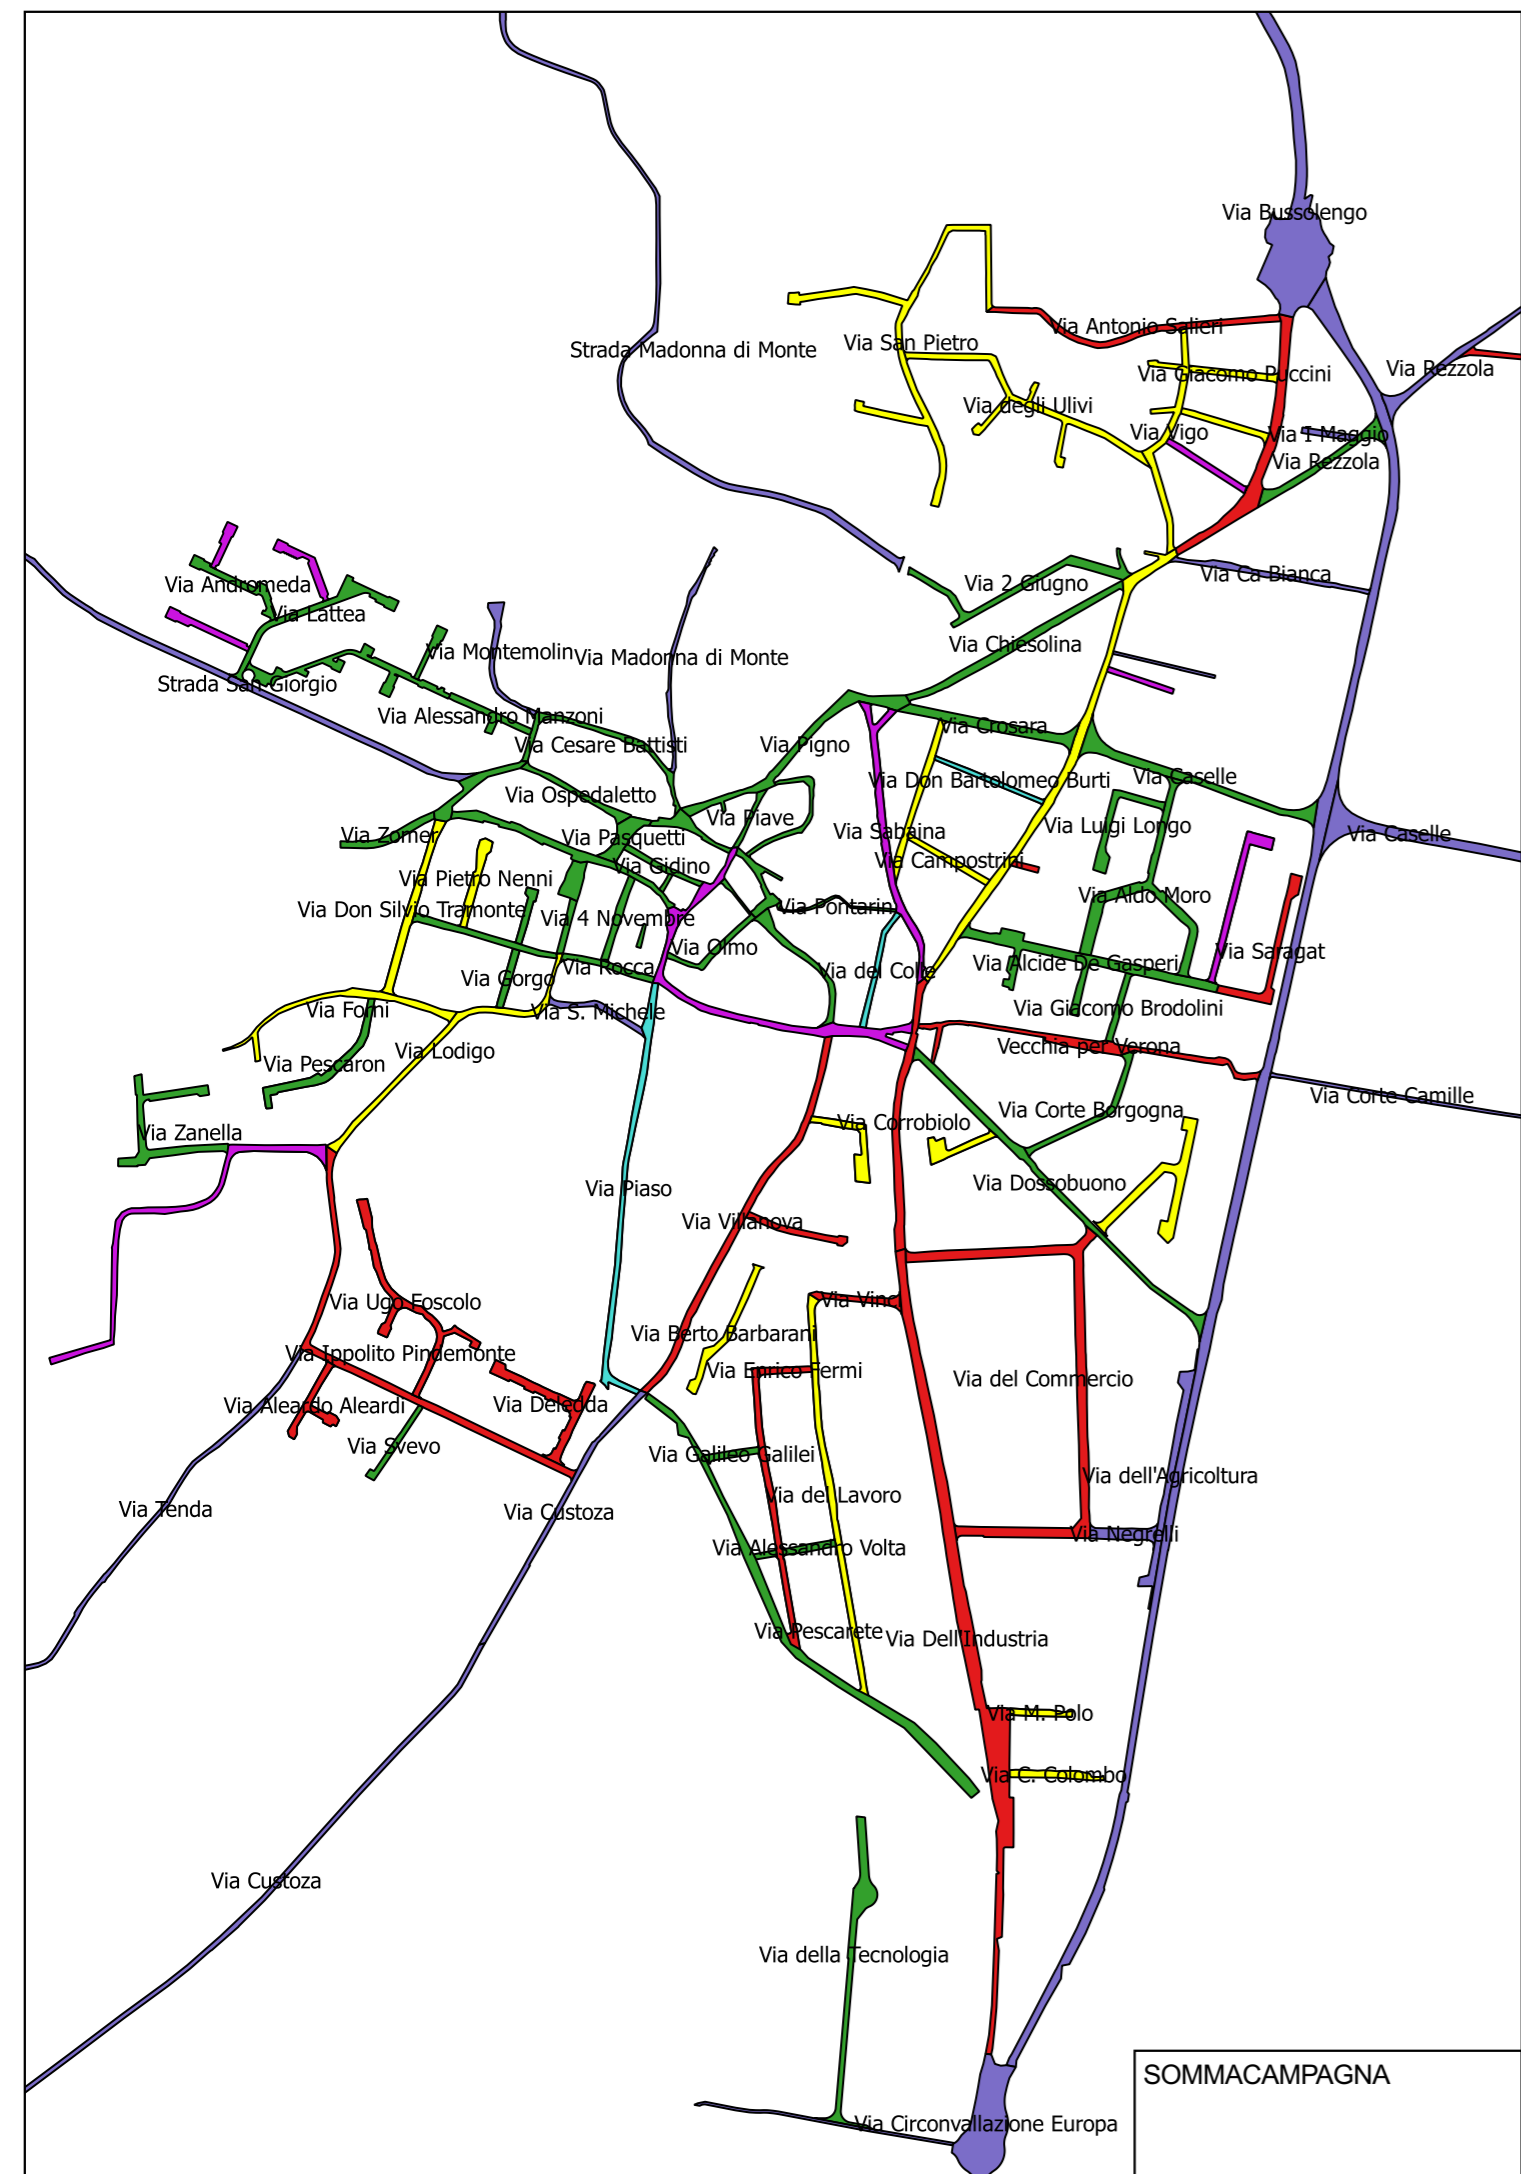 Via Bussolengo
Via Antonio Salieri
Via San Pietro
Strada Madonna di Monte
Via Rezzola
Via Giacomo Puccini
Via degli Ulivi
Via Vigo
Via I Maggio
Via Rezzola
Via Ca Bianca
Via 2 Giugno
Via Andromeda
Via Lattea
Via Chiesolina
Via Montemolin
Via Madonna di Monte
Strada San Giorgio
Via Alessandro Manzoni
Via Crosara
Via Cesare Battisti
Via Pigno
Via Don Bartolomeo Burti
Via Caselle
Via Ospedaletto
Via Piave
Via Luigi Longo
Via Sabaina
Via Caselle
Via Zomer
Via Pasquetti
Via Campostrini
Via Gidino
Via Pietro Nenni
Via Aldo Moro
Via Don Silvio Tramonte
Via Pontarin
Via 4 Novembre
Via Olmo
Via Saragat
Via Alcide De Gasperi
Via Rocca
Via del Colle
Via Gorgo
Via Giacomo Brodolini
Via Forni
Via S. Michele
Vecchia per Verona
Via Lodigo
Via Pescaron
Via Corte Camille
Via Corte Borgogna
Via Corrobiolo
Via Zanella
Via Dossobuono
Via Piaso
Via Villanova
Via Vinci
Via Ugo Foscolo
Via Berto Barbarani
Via Ippolito Pindemonte
Via Enrico Fermi
Via del Commercio
Via Aleardo Aleardi
Via Deledda
Via Svevo
Via Galileo Galilei
Via dell'Agricoltura
Via del Lavoro
Via Tenda
Via Custoza
Via Negrelli
Via Alessandro Volta
Via Pescarete
Via Dell'Industria
Via M. Polo
Via C. Colombo
Via Custoza
Via della Tecnologia
SOMMACAMPAGNA
Via Circonvallazione Europa